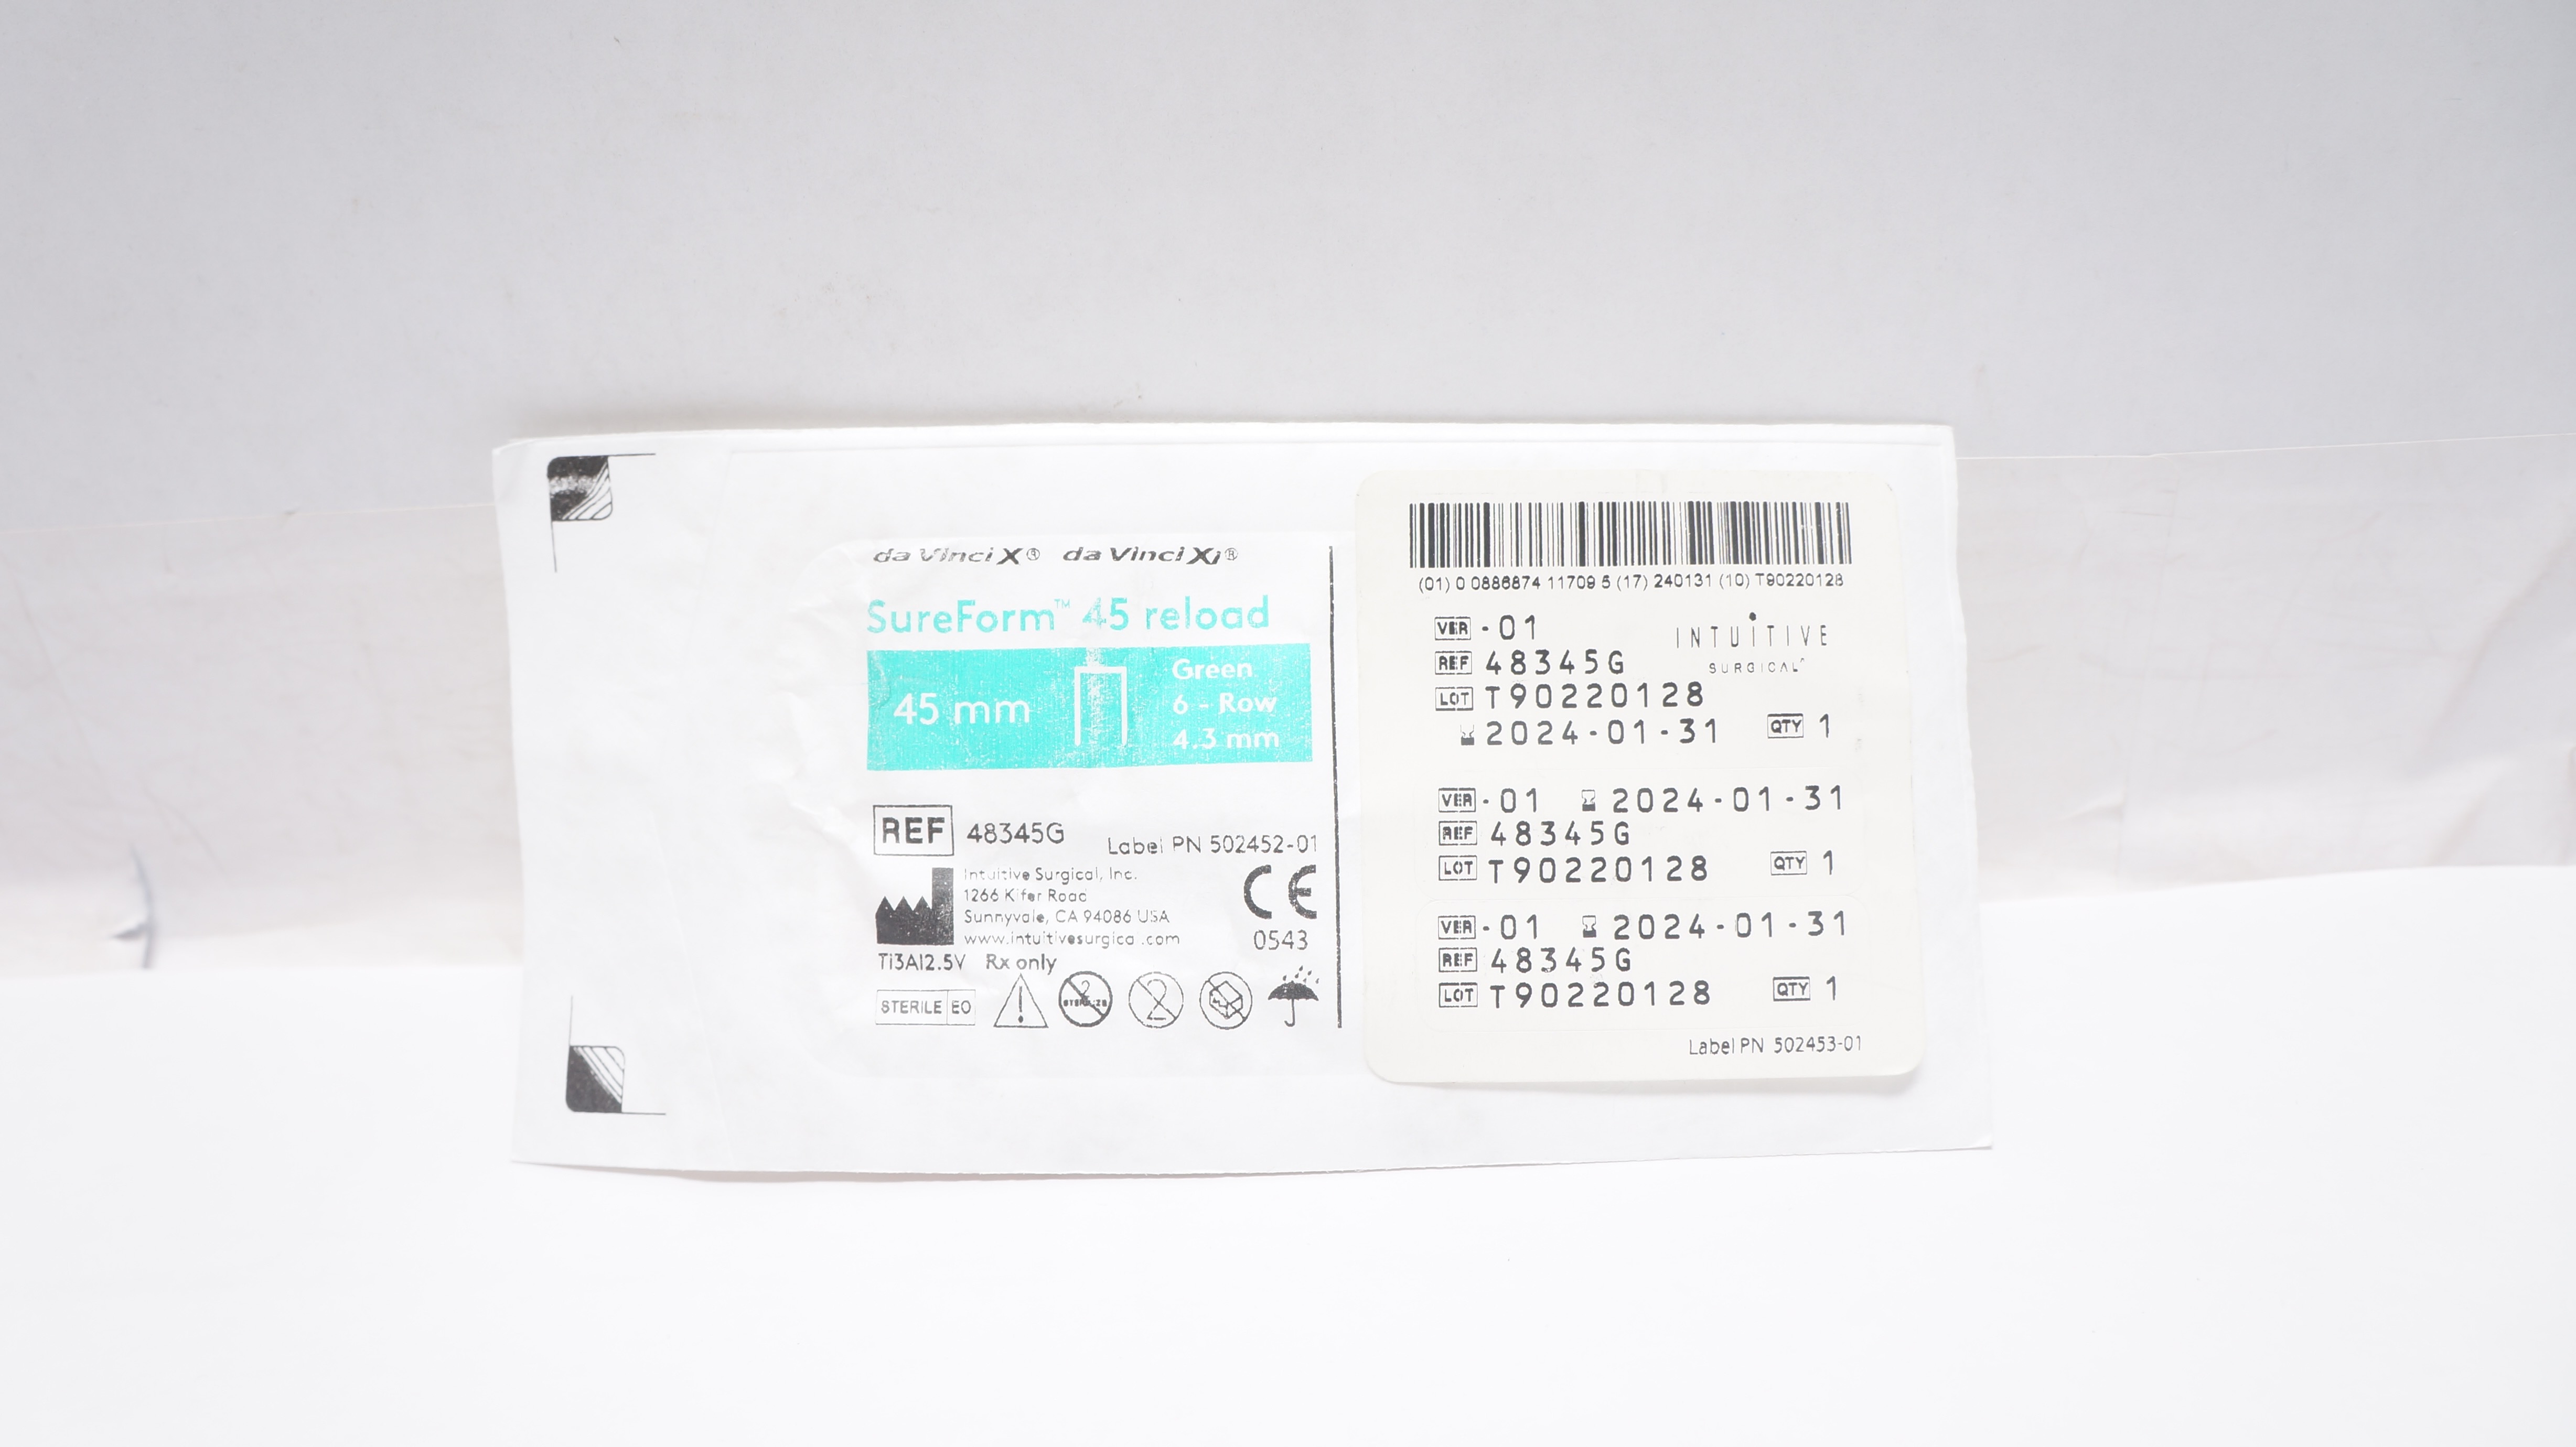 da Vinci X® da Vinci Xi®
SureForm™ 45 reload
45 mm
Green
6 - Row
4.3 mm
REF 48345G
Label PN 502452-01
Intuitive Surgical, Inc.
1266 Kifer Road
Sunnyvale, CA 94086 USA
www.intuitivesurgical.com
CE
0543
Ti3Al2.5V Rx only
STERILE EO
(01) 0 0886874 11709 5 (17) 240131 (10) T90220128
VER -01
INTUITIVE
SURGICAL
REF 48345G
LOT T90220128
2024-01-31 QTY 1
VER -01 2024-01-31
REF 48345G
LOT T90220128 QTY 1
VER -01 2024-01-31
REF 48345G
LOT T90220128 QTY 1
Label PN 502453-01